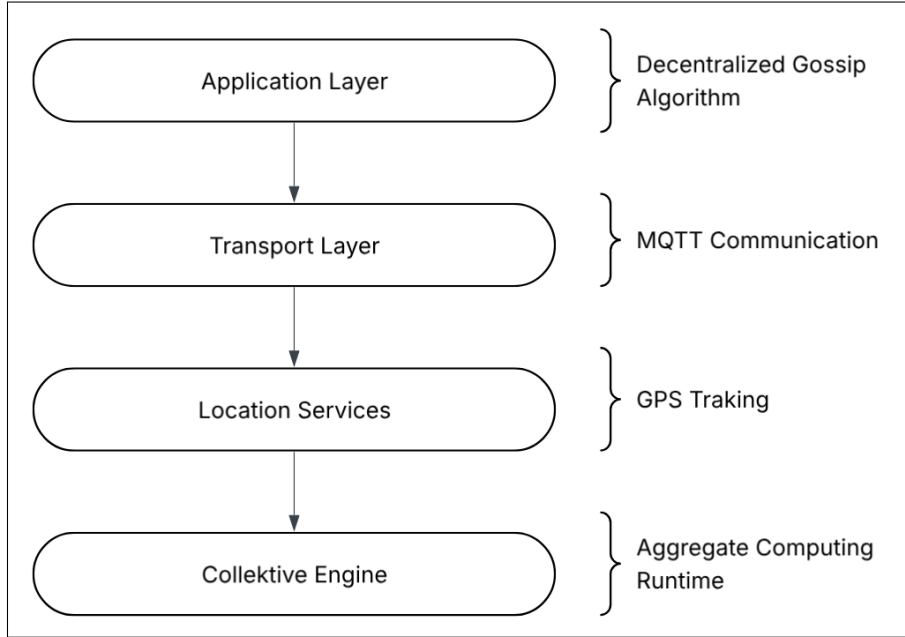 Application Layer
Decentralized Gossip
Algorithm
Transport Layer
MQTT Communication
Location Services
GPS Traking
Collektive Engine
Aggregate Computing
Runtime